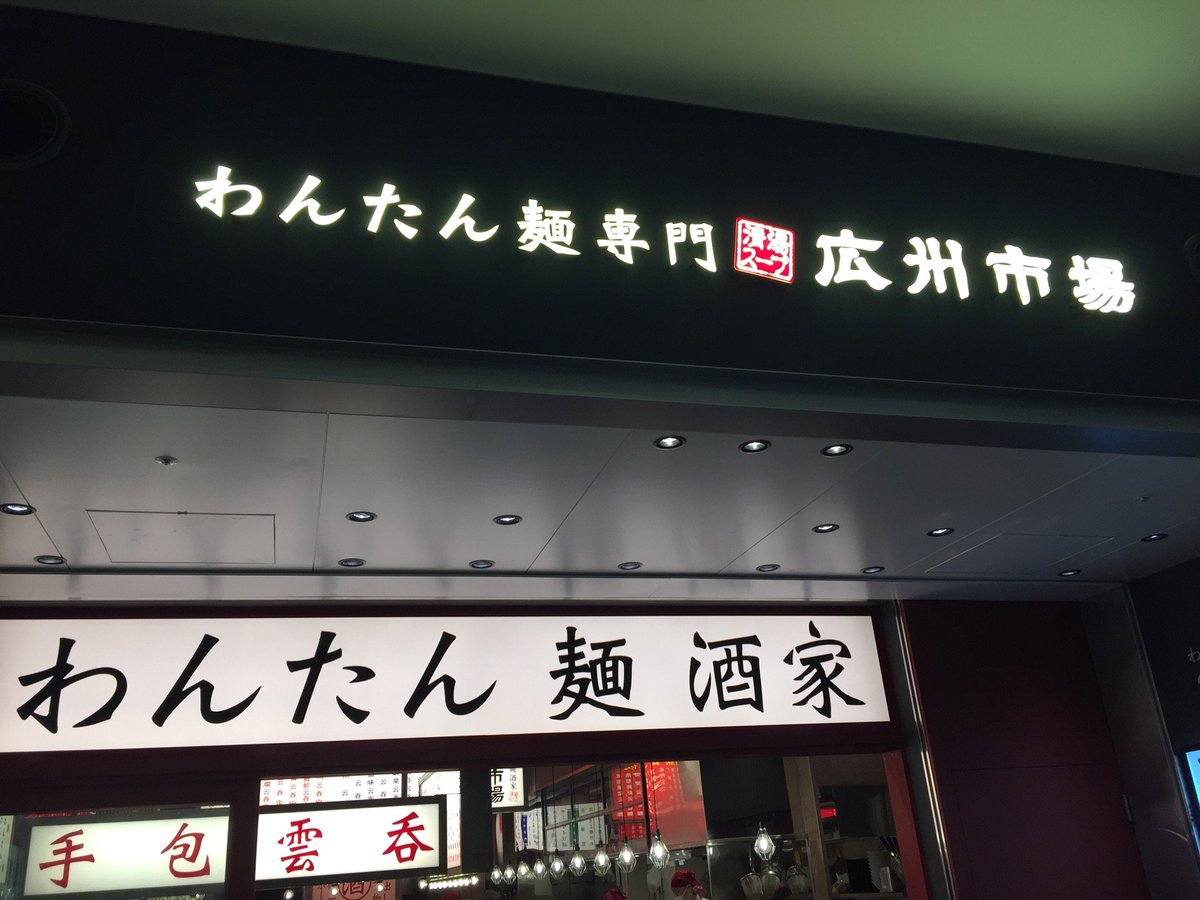 わんたん麺専門 清湯スープ 広州市場
わんたん麺 酒家
手包 雲呑